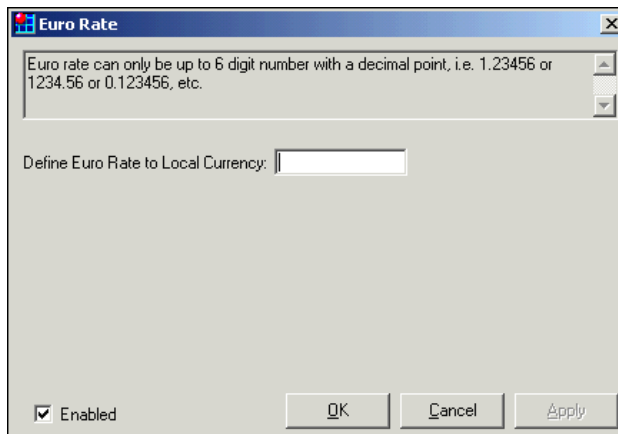 Euro Rate
Euro rate can only be up to 6 digit number with a decimal point, i.e. 1.23456 or
1234.56 or 0.123456, etc.
Define Euro Rate to Local Currency:
Enabled
OK
Cancel
Apply